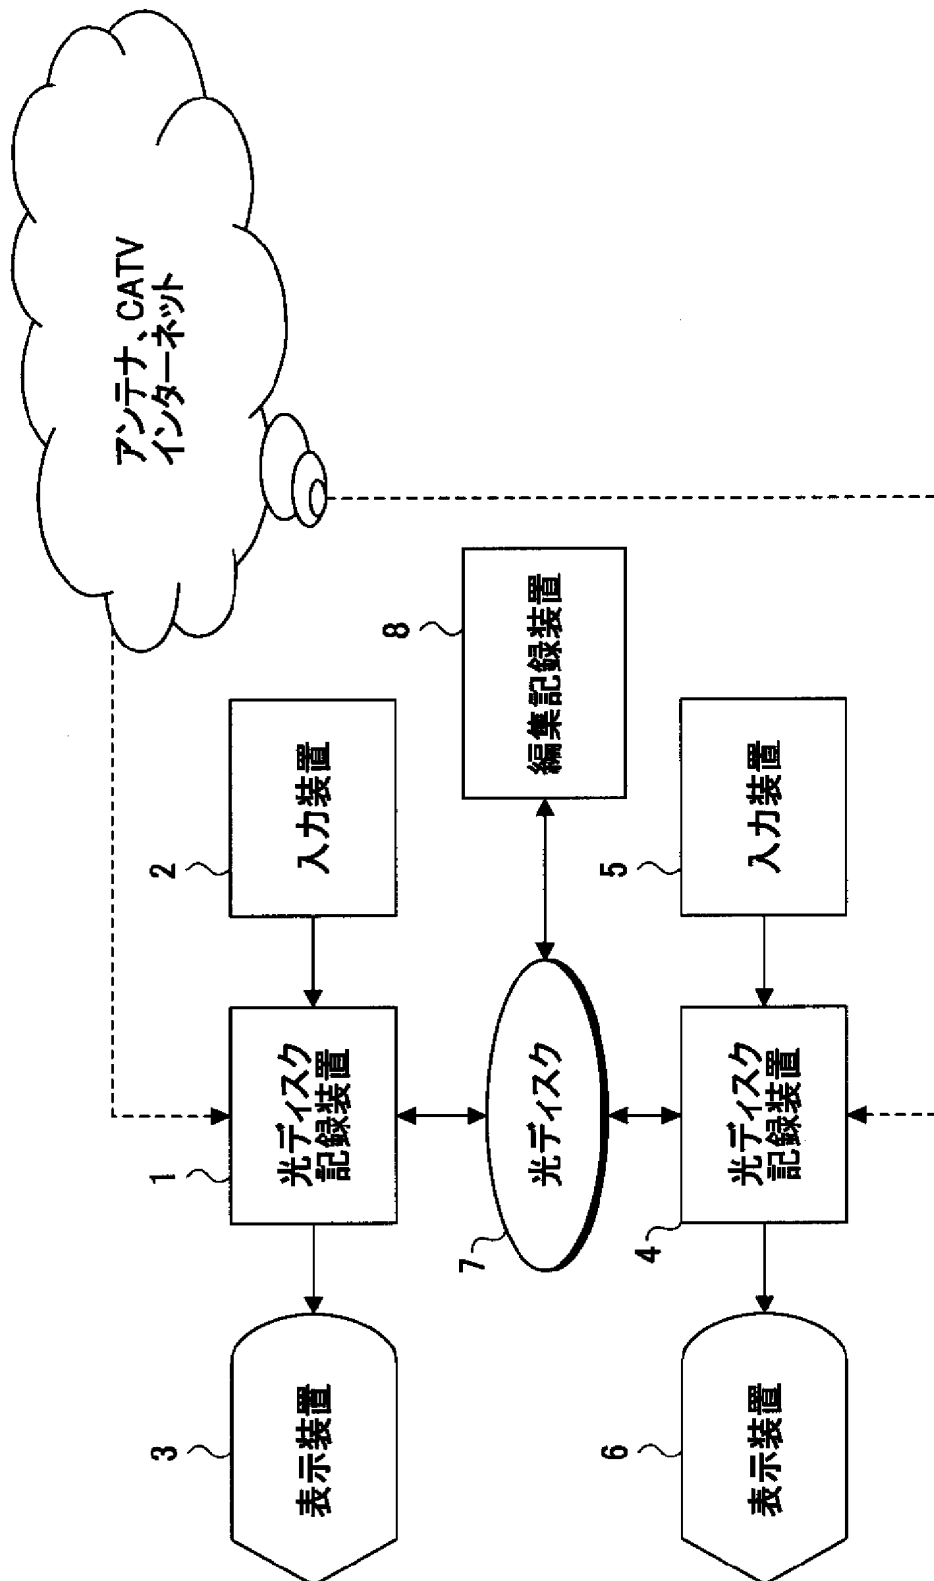 アンテナ、CATV
インターネット
2
入力装置
1
光ディスク
記録装置
3
表示装置
8
編集記録装置
7
光ディスク
5
入力装置
4
光ディスク
記録装置
6
表示装置